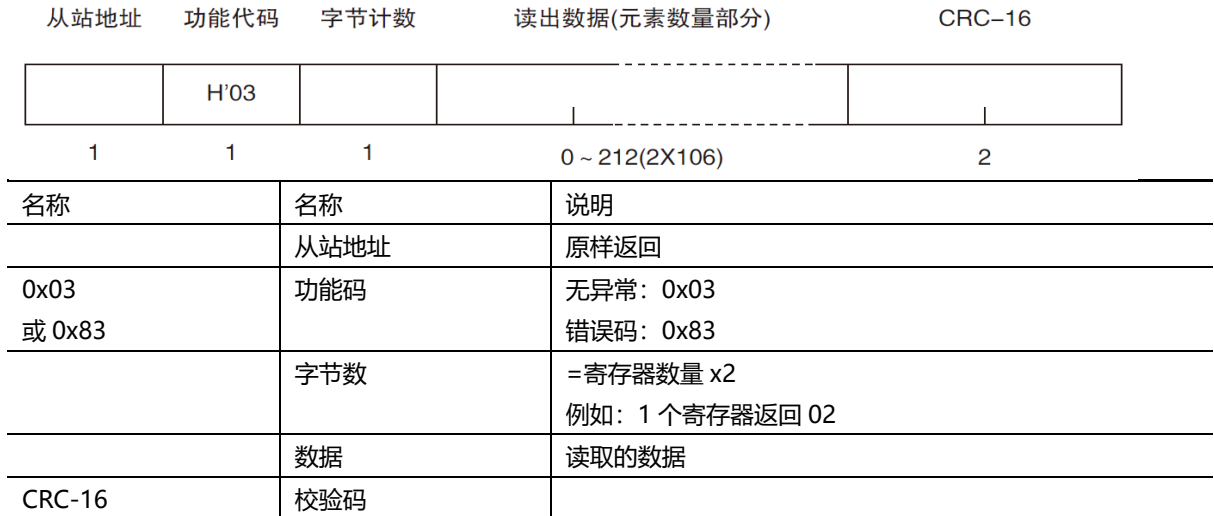 从站地址 功能代码 字节计数 读出数据(元素数量部分) CRC–16
H'03
1 1 1 0 ~ 212(2X106) 2
名称 名称 说明
从站地址 原样返回
0x03 功能码 无异常：0x03
或 0x83 错误码：0x83
字节数 =寄存器数量 x2
例如：1 个寄存器返回 02
数据 读取的数据
CRC-16 校验码